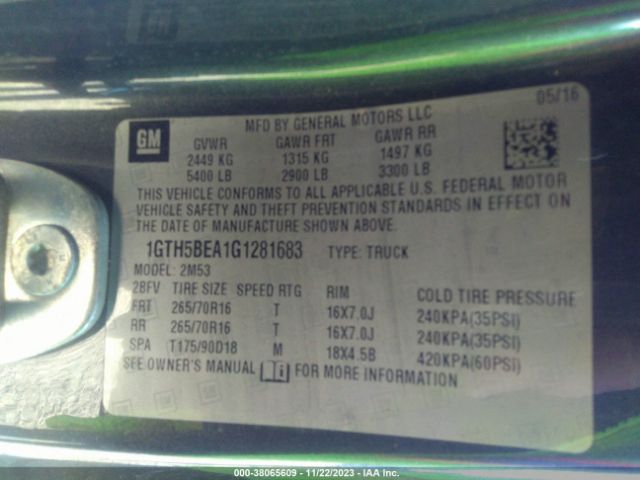 05/16
MFD BY GENERAL MOTORS LLC
GM
GVWR GAWR FRT GAWR RR
2449 KG 1315 KG 1497 KG
5400 LB 2900 LB 3300 LB
THIS VEHICLE CONFORMS TO ALL APPLICABLE U.S. FEDERAL MOTOR
VEHICLE SAFETY AND THEFT PREVENTION STANDARDS IN EFFECT ON
THE DATE OF MANUFACTURE SHOWN ABOVE.
1GTH5BEA1G1281683 TYPE: TRUCK
MODEL: 2M53
28FV TIRE SIZE SPEED RTG RIM COLD TIRE PRESSURE
FRT 265/70R16 T 16X7.0J 240KPA(35PSI)
RR 265/70R16 T 16X7.0J 240KPA(35PSI)
SPA T175/90D18 M 18X4.5B 420KPA(60PSI)
SEE OWNER'S MANUAL FOR MORE INFORMATION
000-38065609 - 11/22/2023 - IAA Inc.